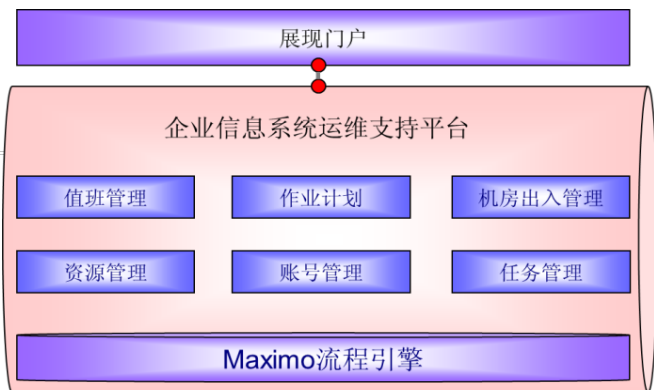 展现门户
企业信息系统运维支持平台
值班管理
作业计划
机房出入管理
资源管理
账号管理
任务管理
Maximo流程引擎